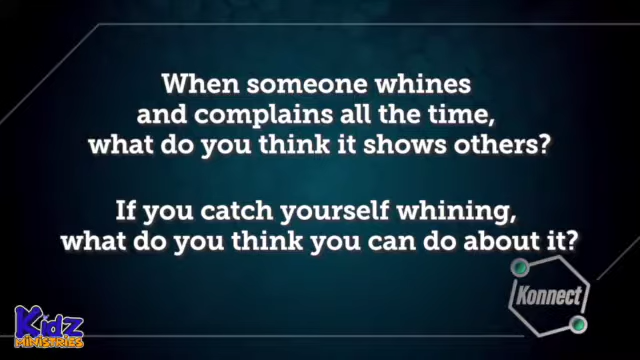 When someone whines
and complains all the time,
what do you think it shows others?
If you catch yourself whining,
what do you think you can do about it?
Konnect
Kidz
MINISTRIES